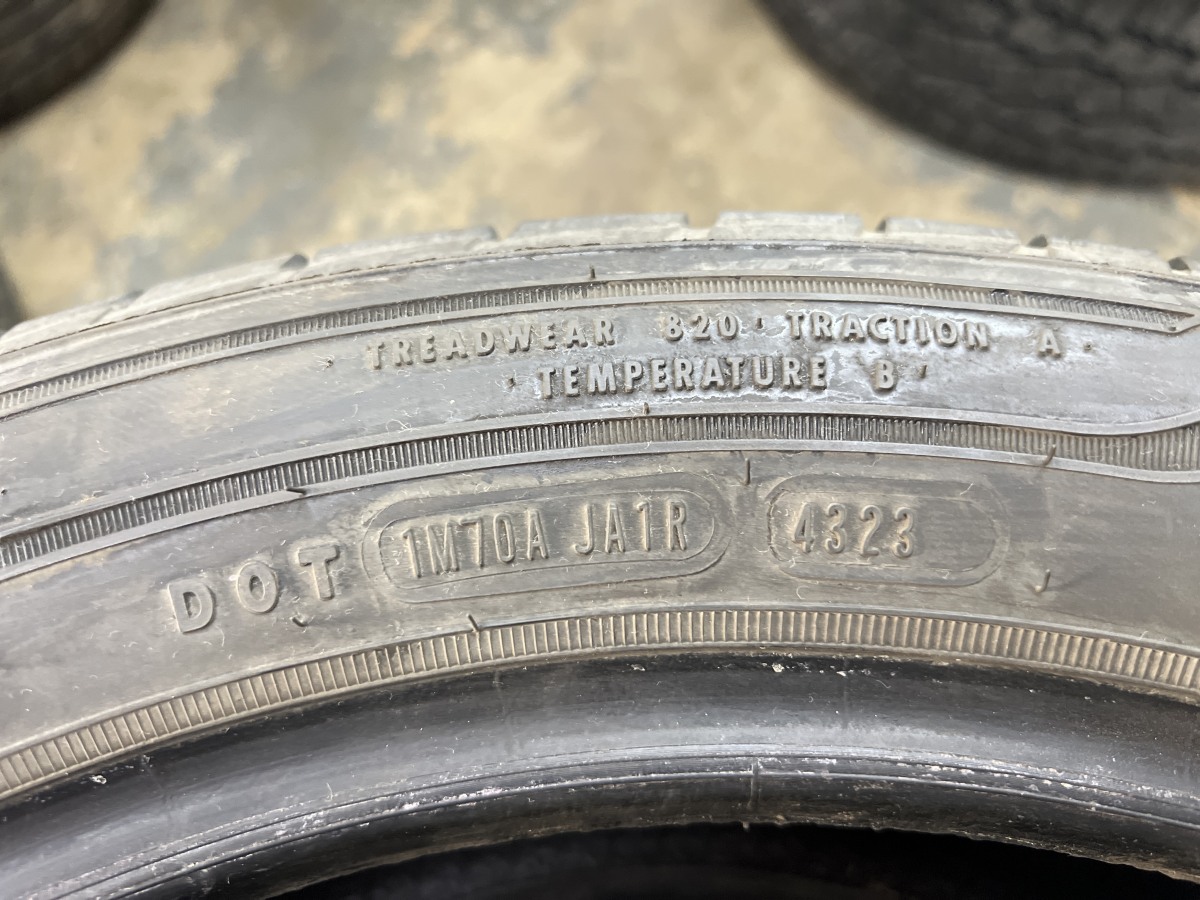 TREADWEAR 820 · TRACTION A ·
· TEMPERATURE B ·
DOT 1M70A JA1R 4323